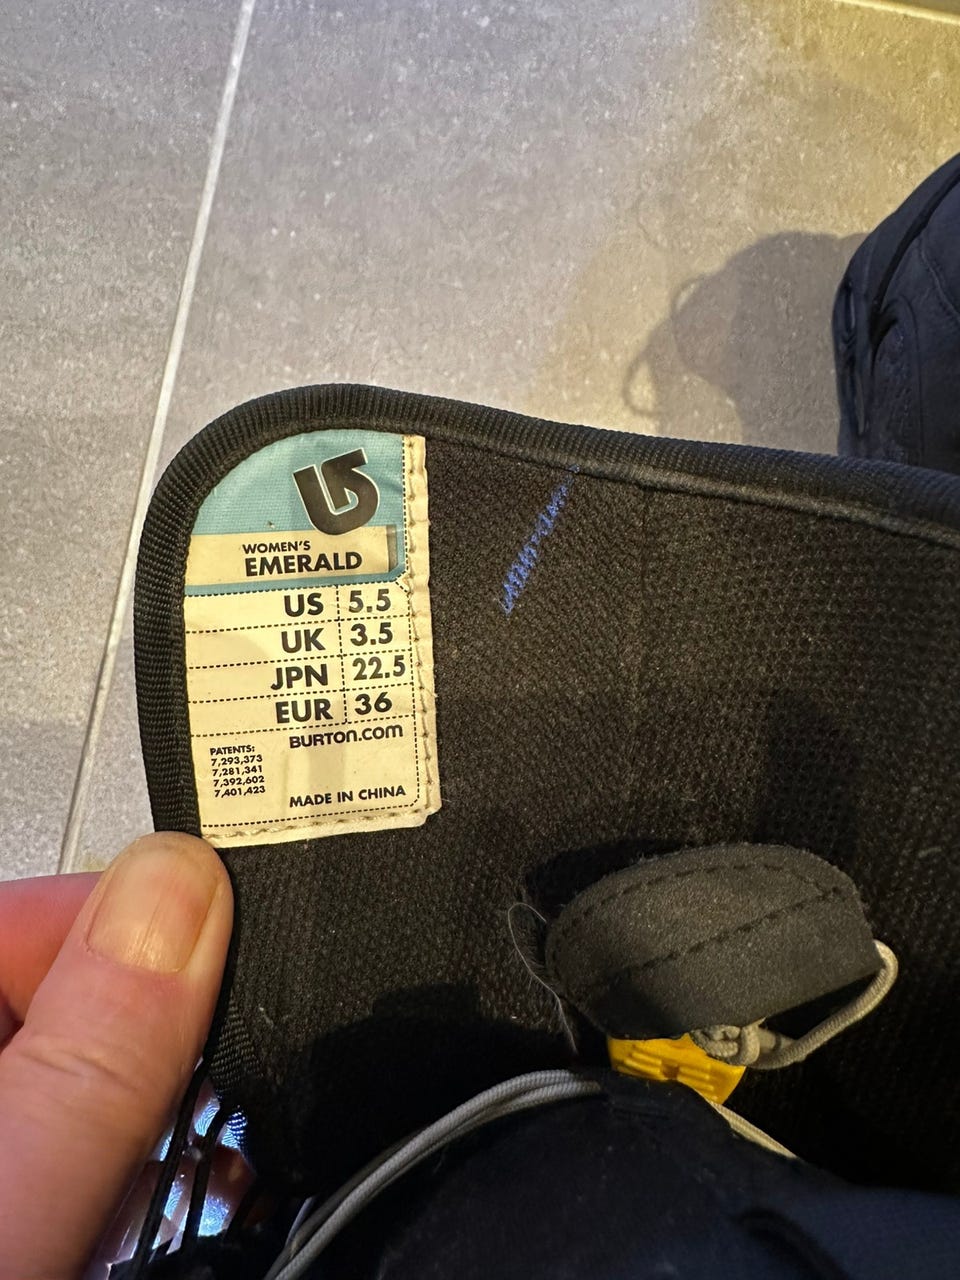 WOMEN'S
EMERALD
US 5.5
UK 3.5
JPN 22.5
EUR 36
BURTON.COM
PATENTS:
7,293,373
7,281,341
7,392,602
7,401,423
MADE IN CHINA